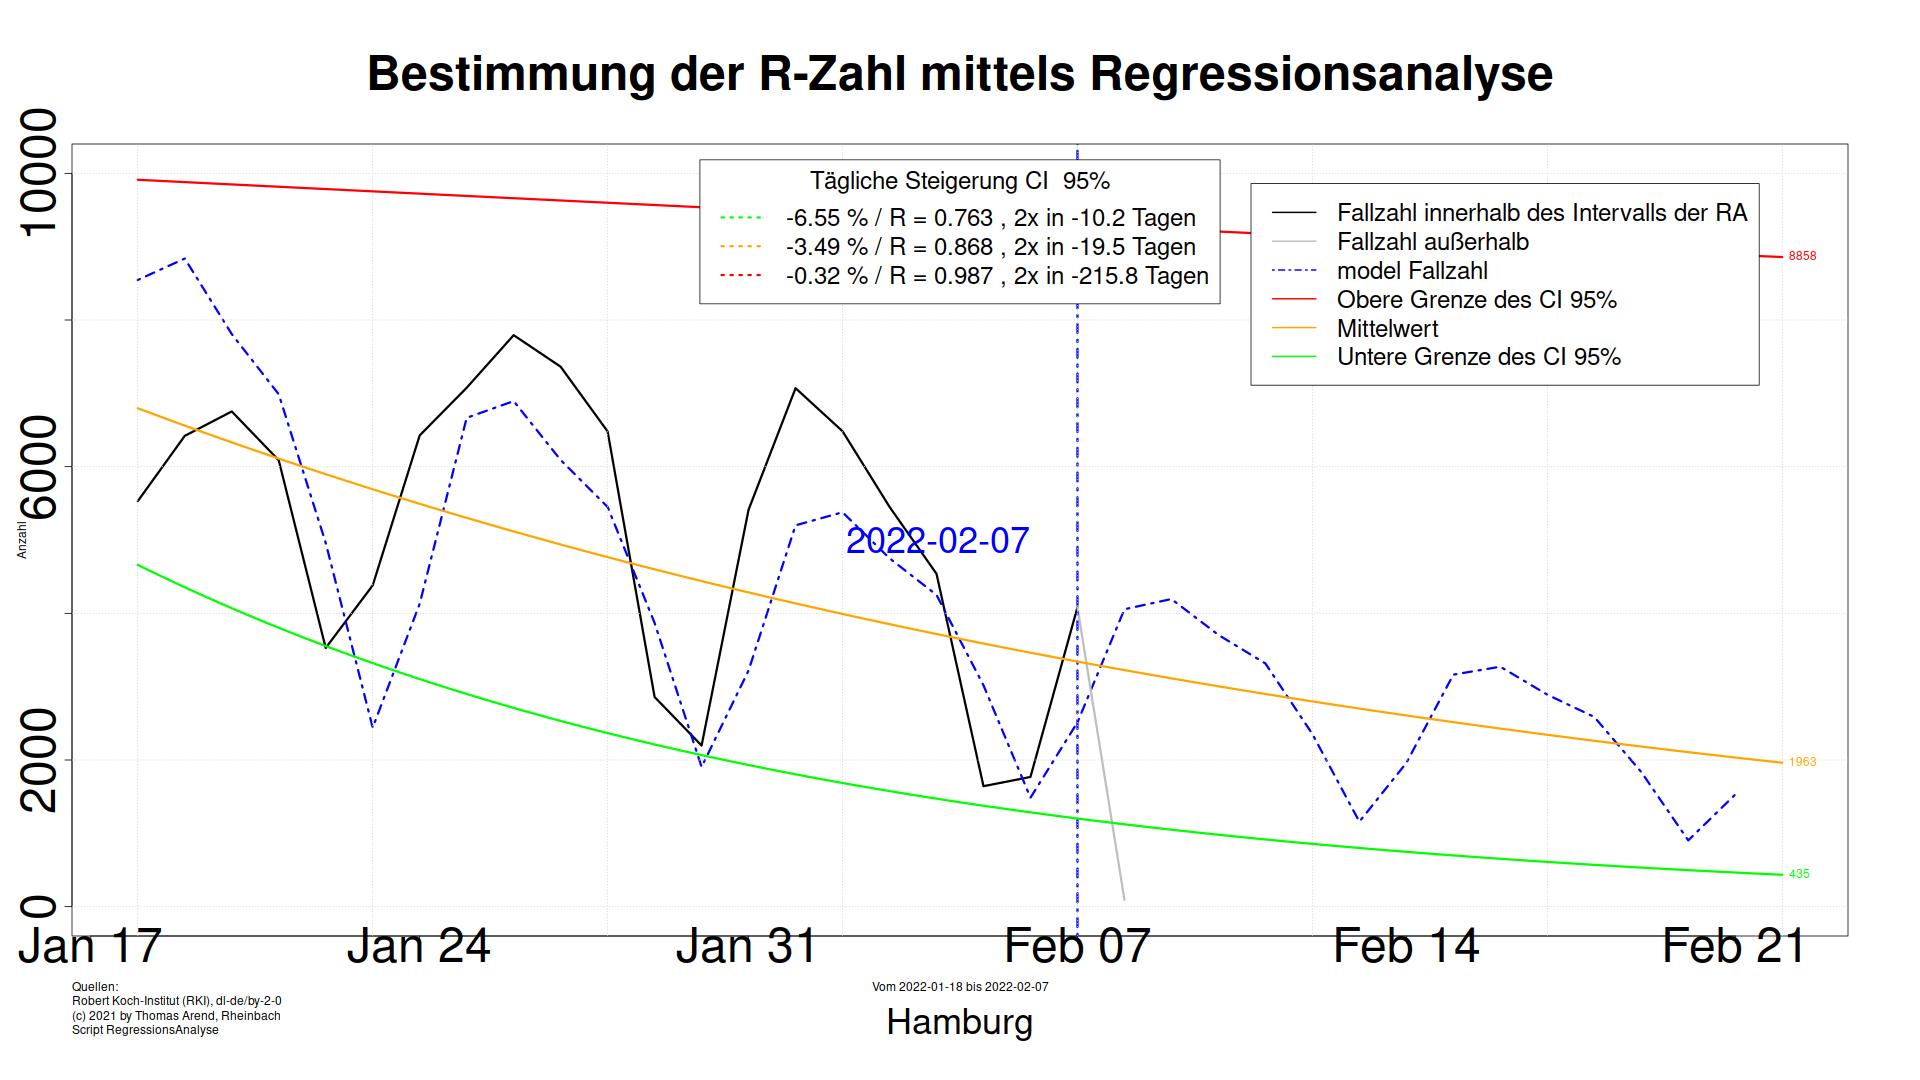 Bestimmung der R-Zahl mittels Regressionsanalyse
10000
6000
2000
0
Anzahl
Tägliche Steigerung CI  95%
-6.55 % / R = 0.763 , 2x in -10.2 Tagen
-3.49 % / R = 0.868 , 2x in -19.5 Tagen
-0.32 % / R = 0.987 , 2x in -215.8 Tagen
Fallzahl innerhalb des Intervalls der RA
Fallzahl außerhalb
model Fallzahl
Obere Grenze des CI 95%
Mittelwert
Untere Grenze des CI 95%
8858
2022-02-07
1963
435
Jan 17
Jan 24
Jan 31
Feb 07
Feb 14
Feb 21
Quellen:
Robert Koch-Institut (RKI), dl-de/by-2-0
(c) 2021 by Thomas Arend, Rheinbach
Script RegressionsAnalyse
Vom 2022-01-18 bis 2022-02-07
Hamburg